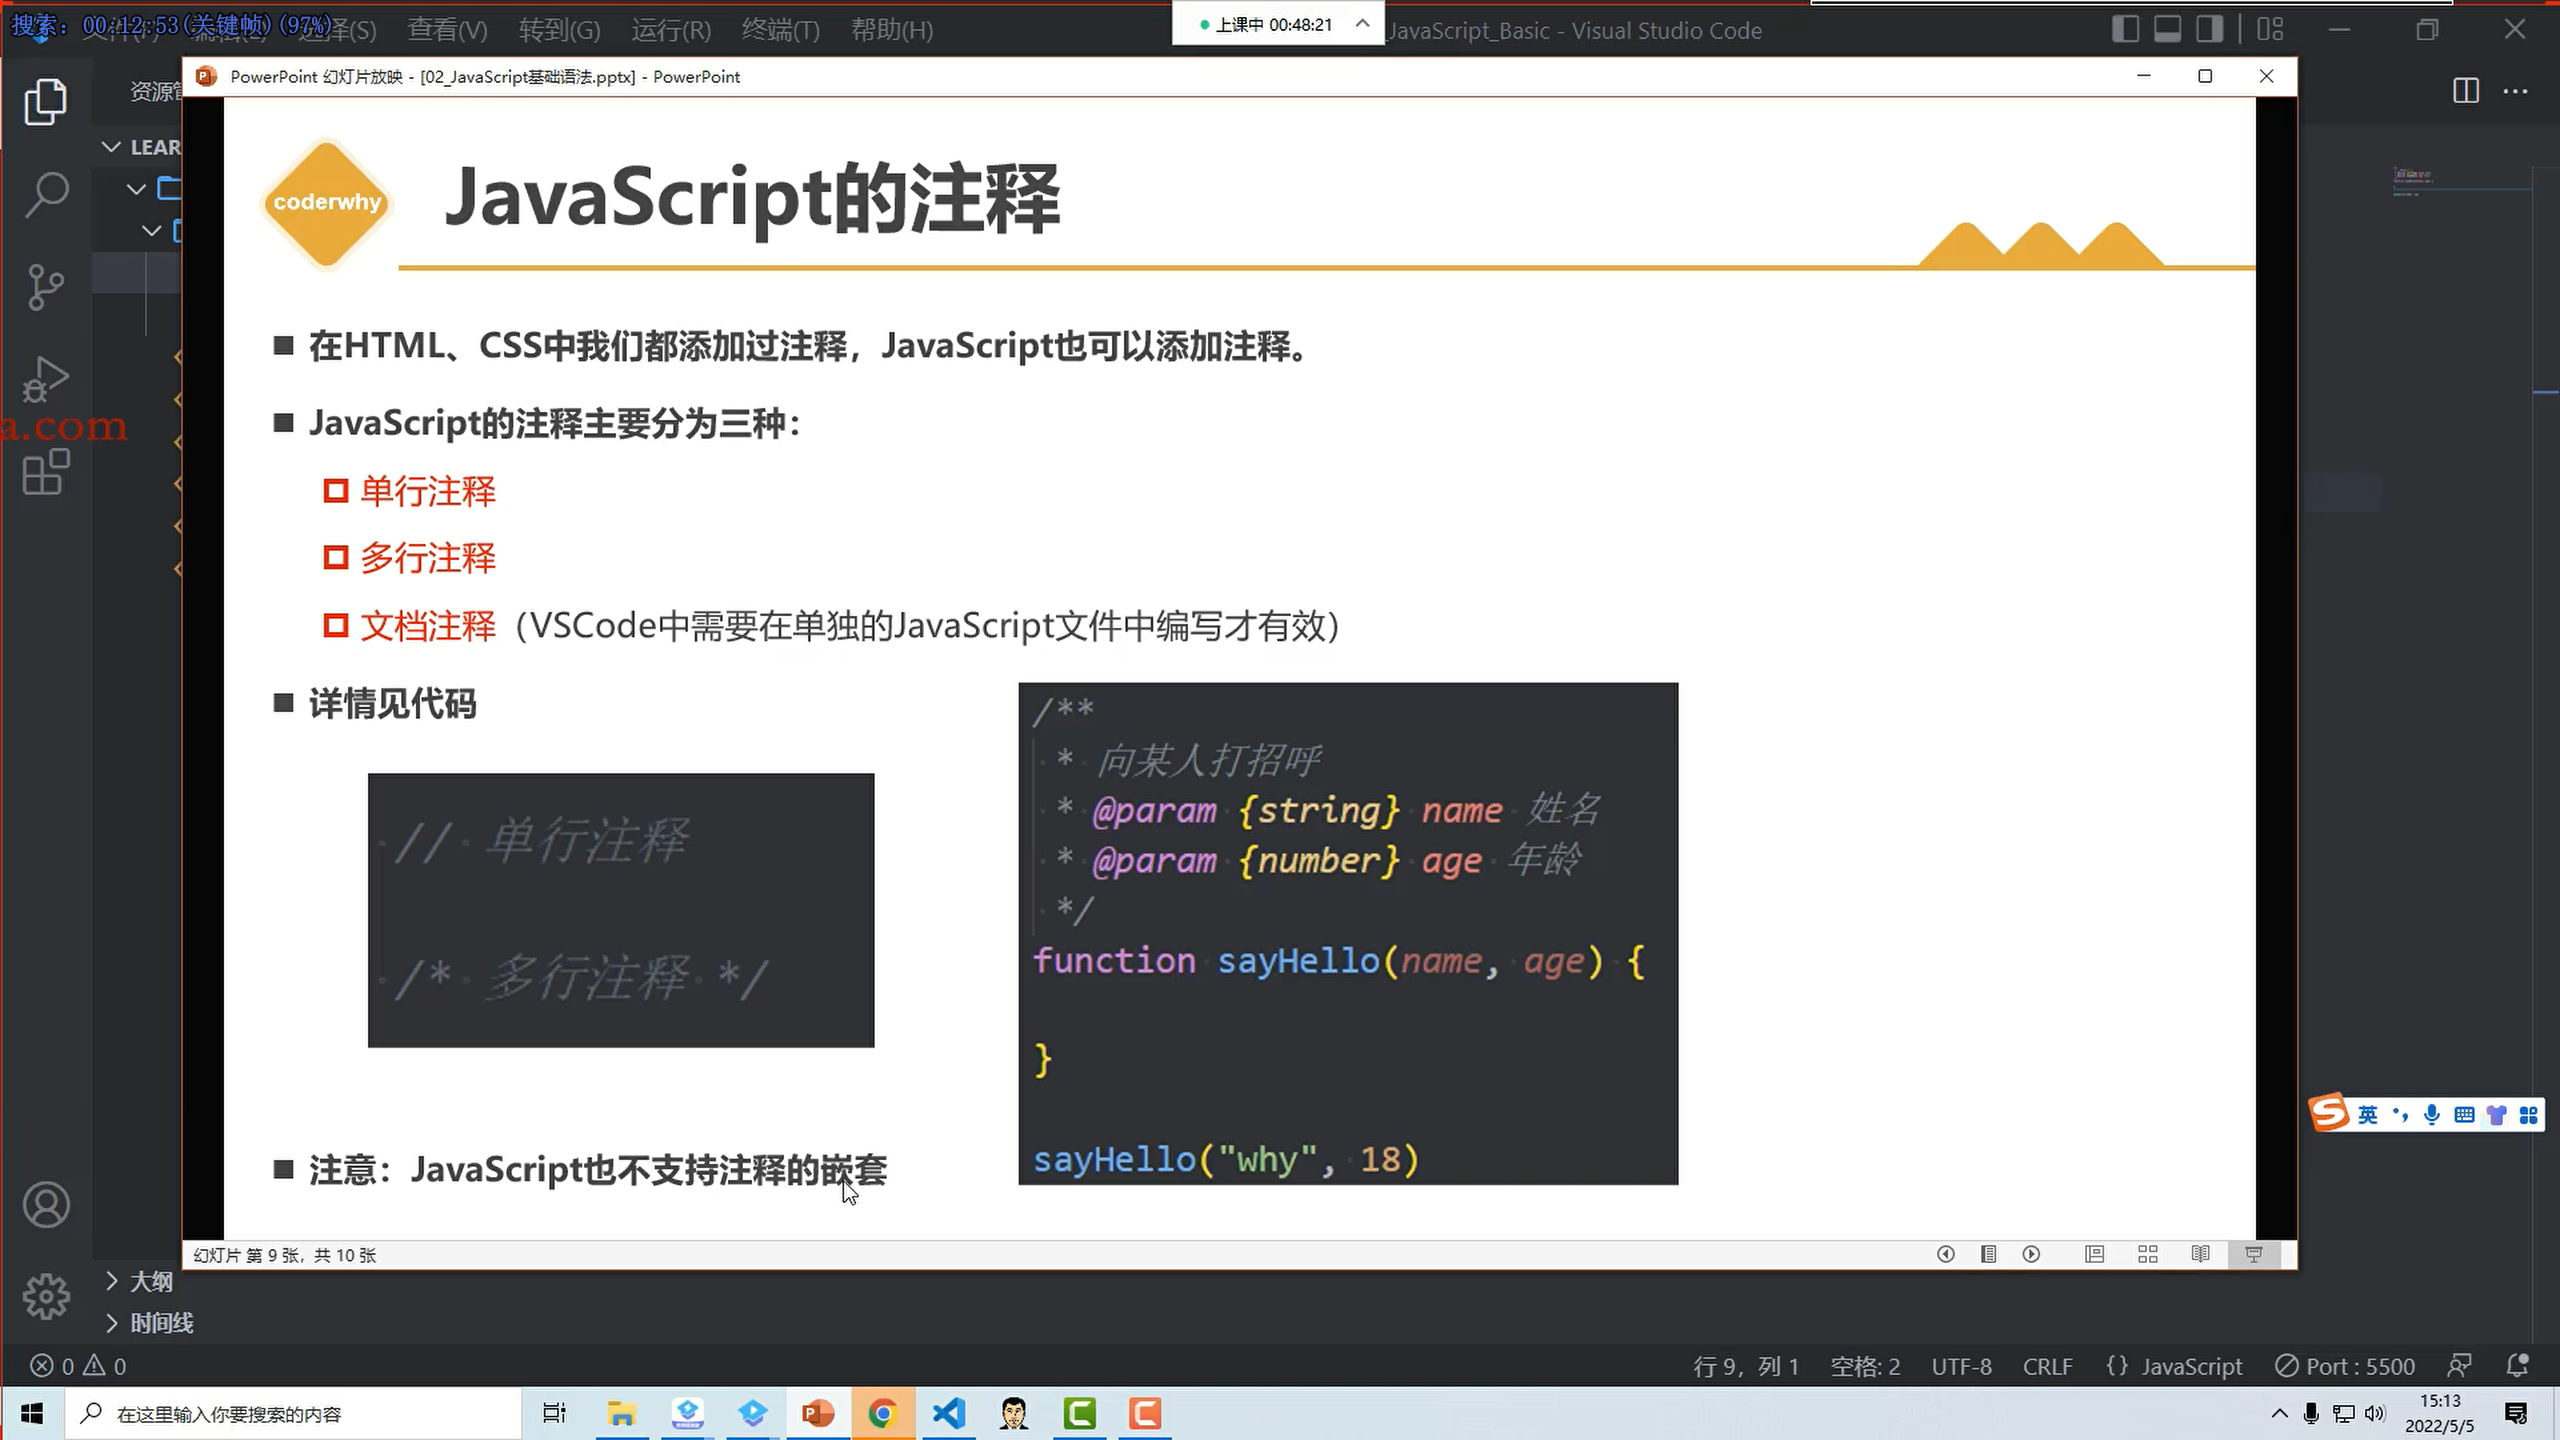 搜索: 00:12:53(关键帧)(97%)
查看(V) 转到(G) 运行(R) 终端(T) 帮助(H)
上课中 00:48:21
JavaScript_Basic - Visual Studio Code
PowerPoint 幻灯片放映 - [02_JavaScript基础语法.pptx] - PowerPoint
LEAR
a.com
coderwhy
JavaScript的注释
在HTML、CSS中我们都添加过注释，JavaScript也可以添加注释。
JavaScript的注释主要分为三种：
单行注释
多行注释
文档注释（VSCode中需要在单独的JavaScript文件中编写才有效）
详情见代码
// 单行注释
/* 多行注释 */
/**
* 向某人打招呼
* @param {string} name 姓名
* @param {number} age 年龄
*/
function sayHello(name, age) {
}
sayHello("why", 18)
注意：JavaScript也不支持注释的嵌套
英
幻灯片 第 9 张，共 10 张
大纲
时间线
0 0
行 9，列 1 空格: 2 UTF-8 CRLF {} JavaScript Port : 5500
在这里输入你要搜索的内容
15:13
2022/5/5